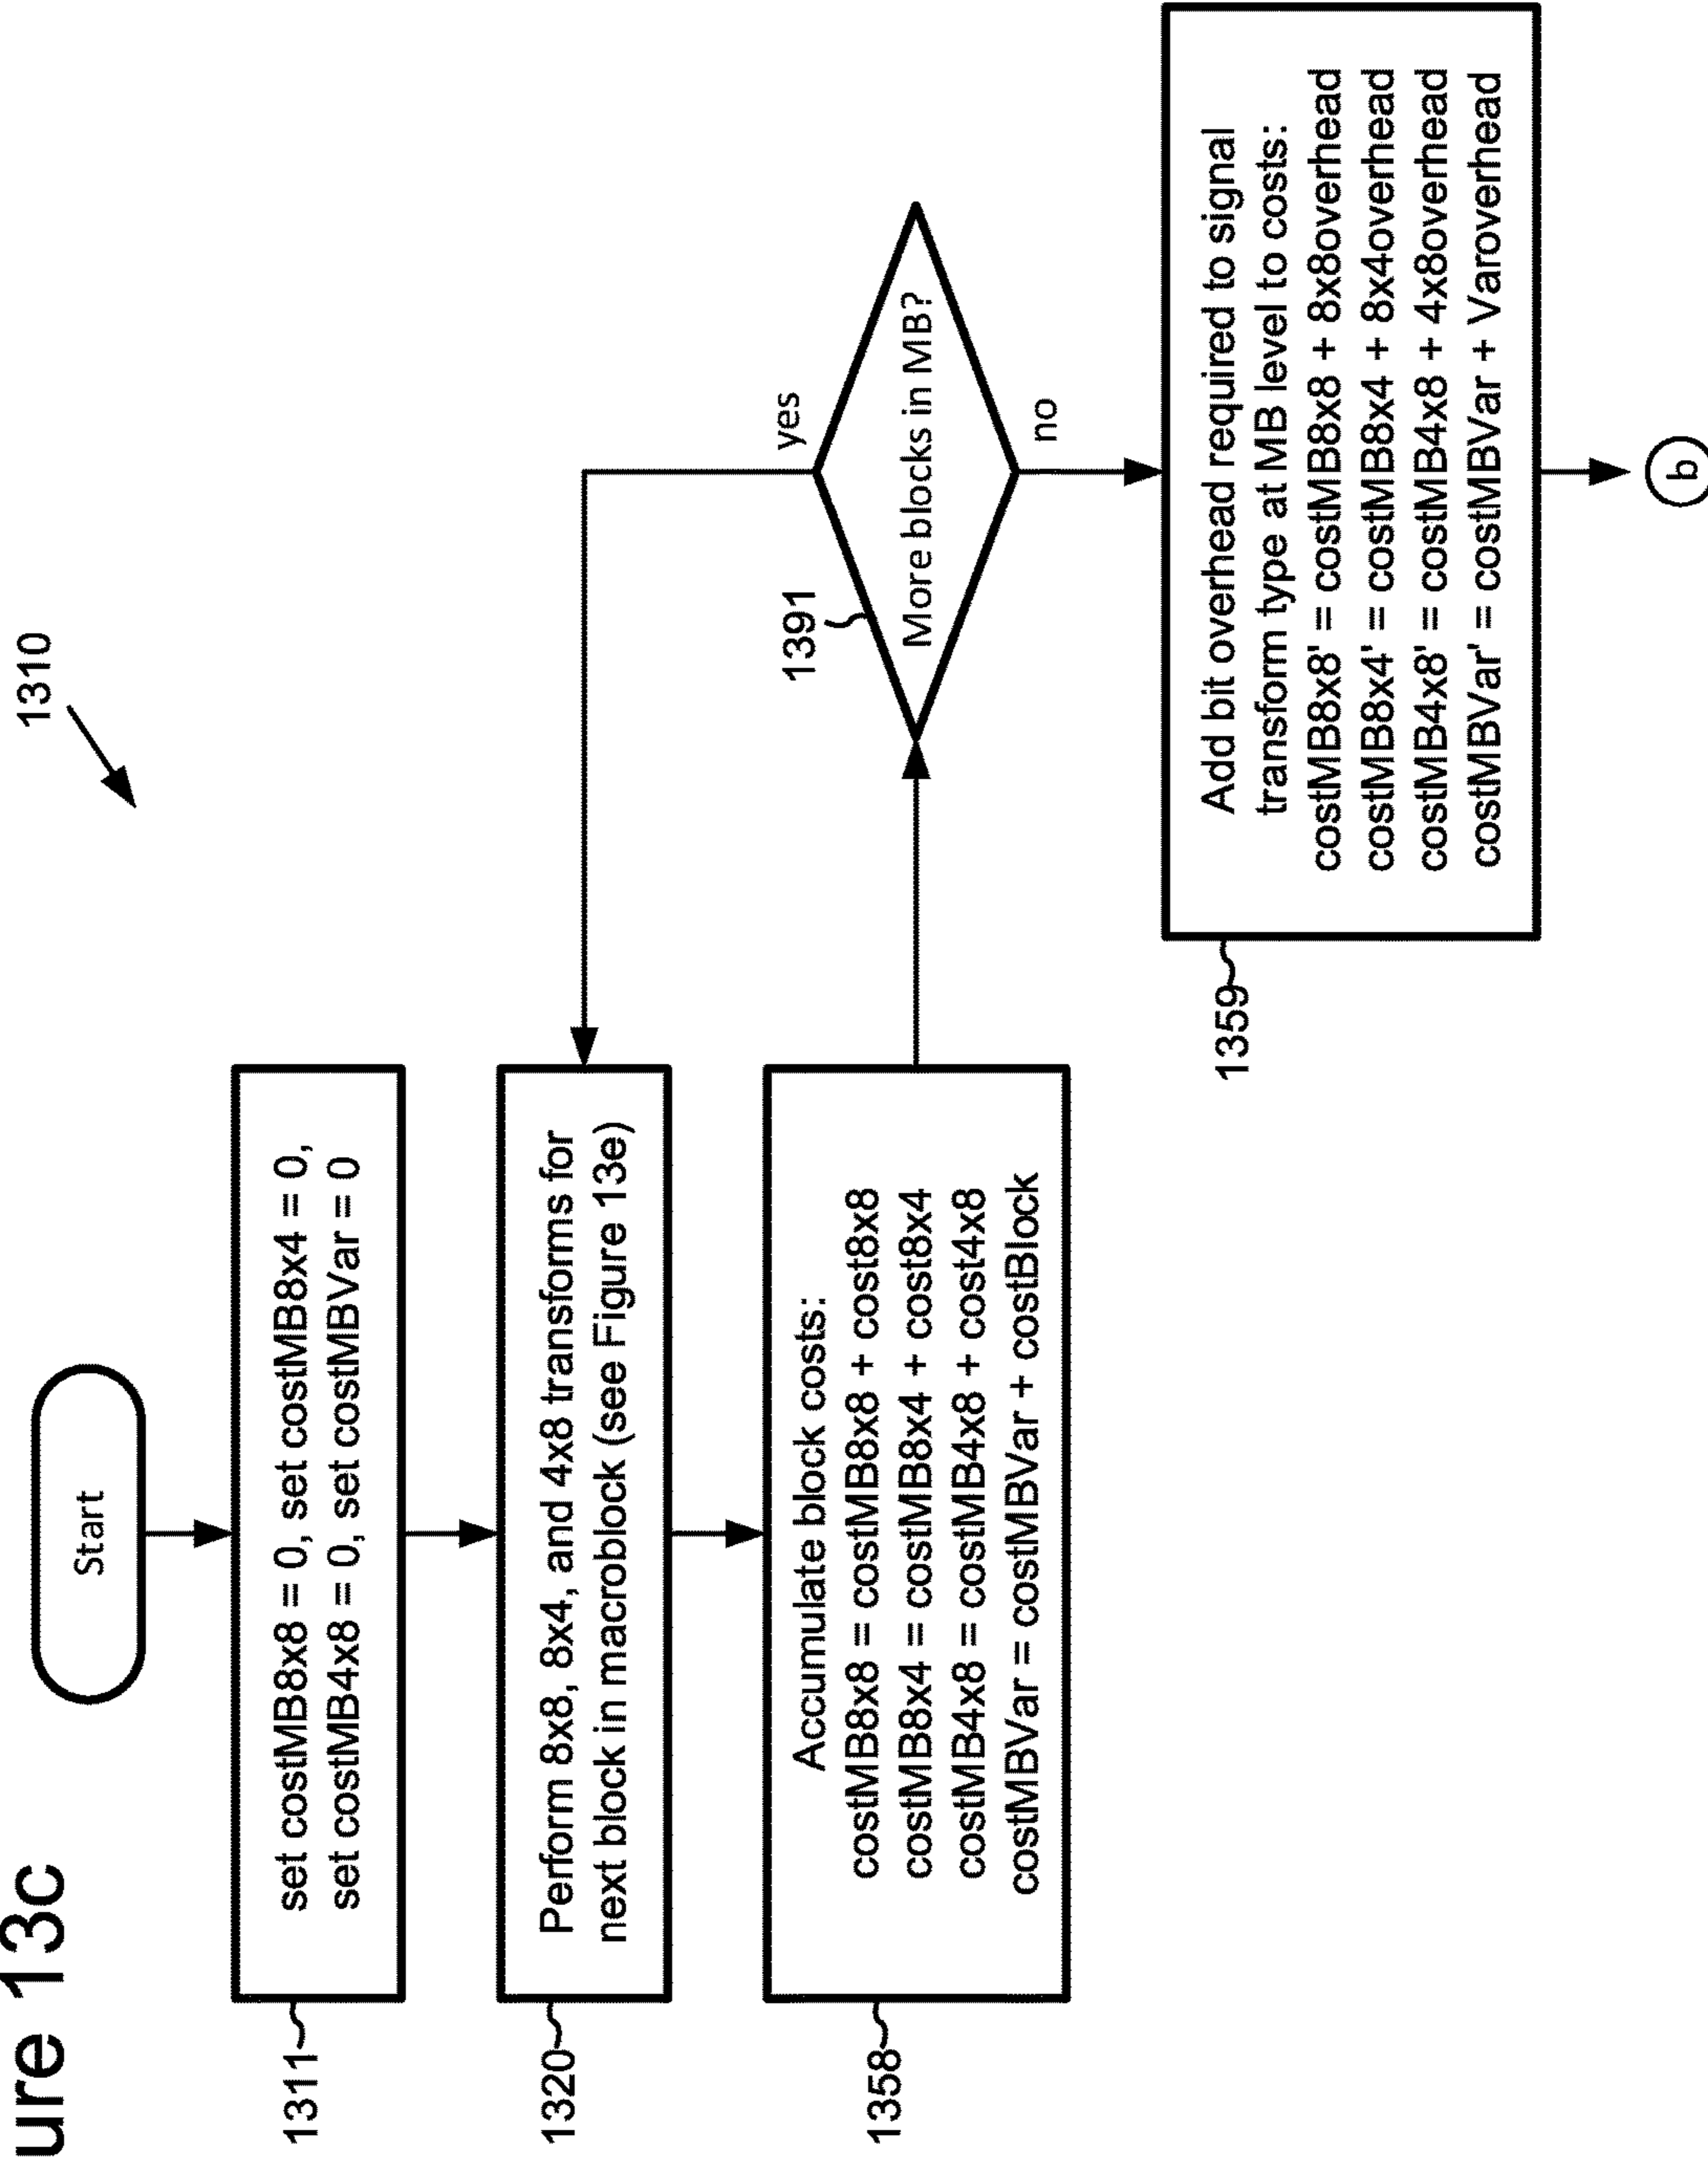 ure 13c
1310
Start
1311
set costMB8x8 = 0, set costMB8x4 = 0,
set costMB4x8 = 0, set costMBVar = 0
1320
Perform 8x8, 8x4, and 4x8 transforms for
next block in macroblock (see Figure 13e)
1358
Accumulate block costs:
costMB8x8 = costMB8x8 + cost8x8
costMB8x4 = costMB8x4 + cost8x4
costMB4x8 = costMB4x8 + cost4x8
costMBVar = costMBVar + costBlock
1391
More blocks in MB?
yes
no
1359
Add bit overhead required to signal
transform type at MB level to costs:
costMB8x8' = costMB8x8 + 8x8overhead
costMB8x4' = costMB8x4 + 8x4overhead
costMB4x8' = costMB4x8 + 4x8overhead
costMBVar' = costMBVar + Varoverhead
b